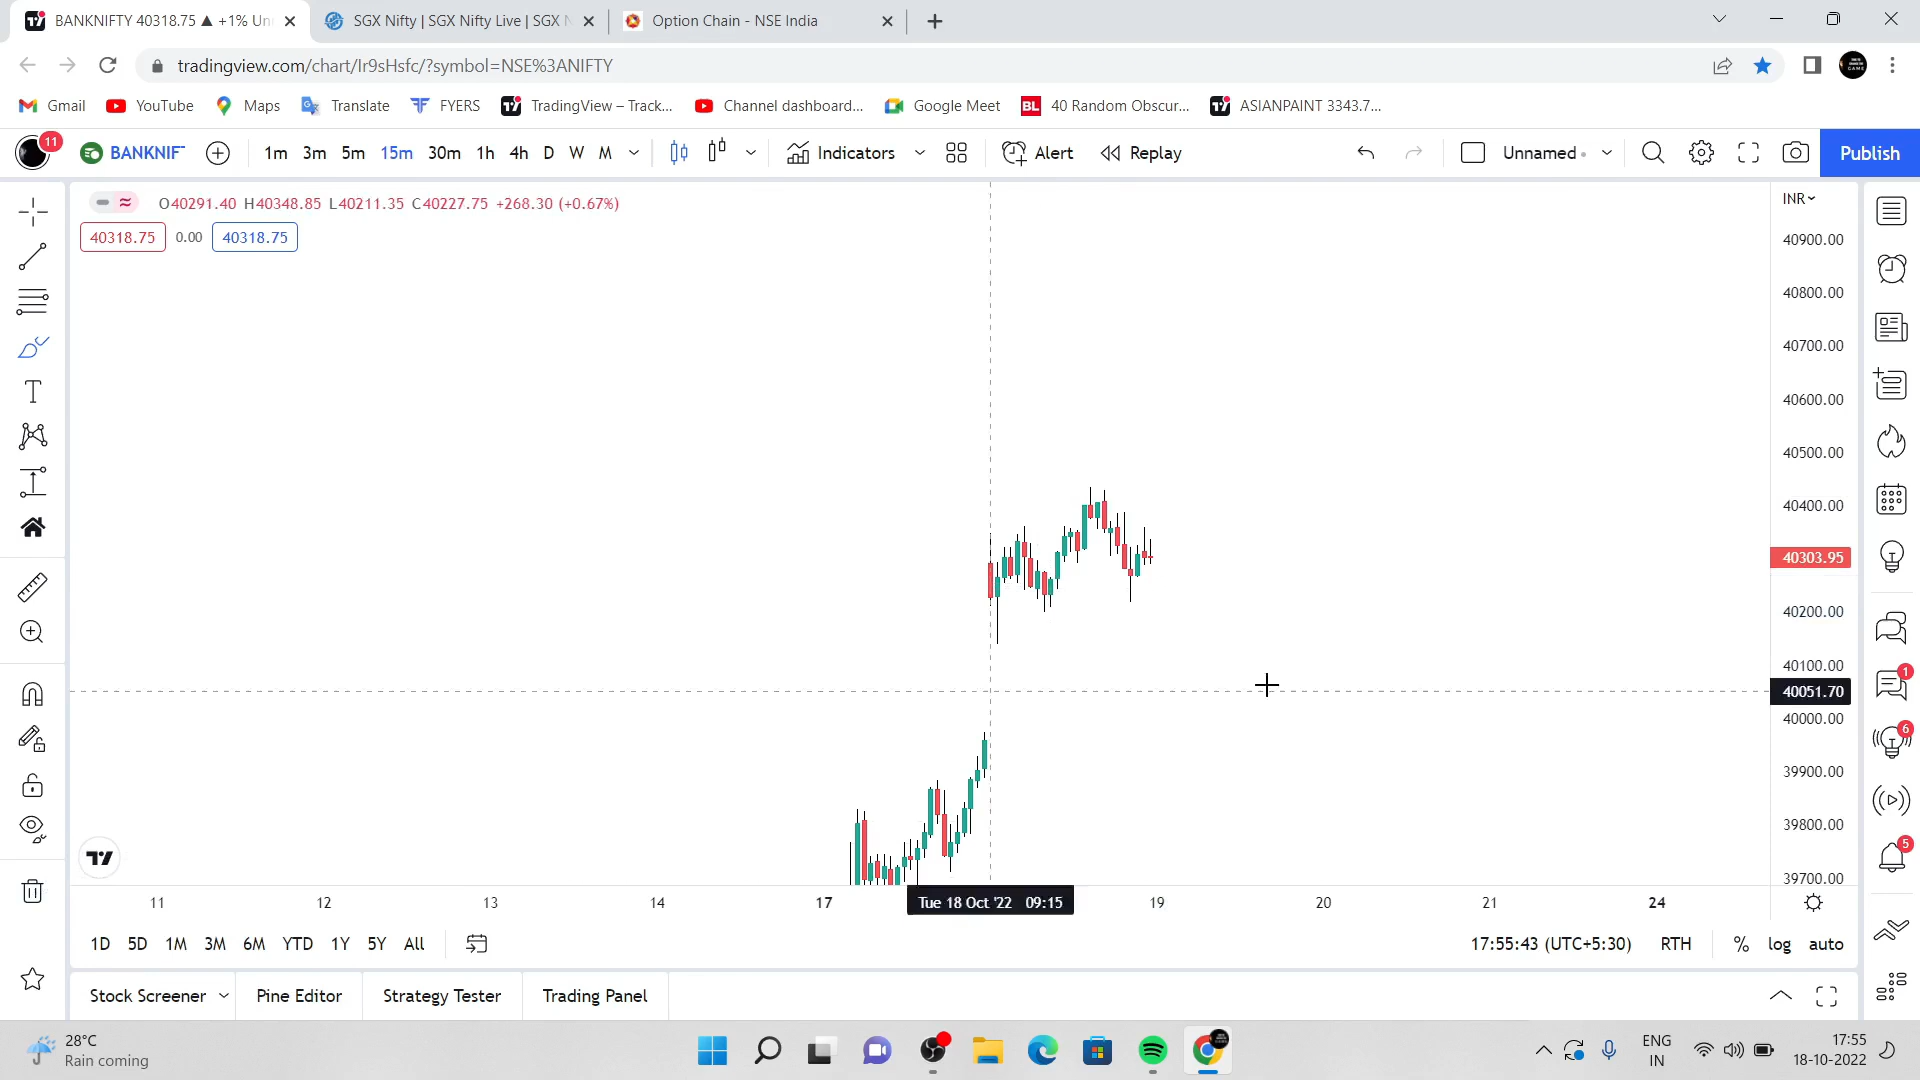 BANKNIFTY 40318.75 ▲ +1% Un
SGX Nifty | SGX Nifty Live | SGX N
Option Chain - NSE India
tradingview.com/chart/Ir9sHsfc/?symbol=NSE%3ANIFTY
Gmail
YouTube
Maps
Translate
FYERS
TradingView – Track...
Channel dashboard...
BL
40 Random Obscur...
ASIANPAINT 3343.7...
11
BANKNIF
1m 3m 5m 15m 30m 1h 4h D W M
Indicators
Alert
Replay
Unnamed
Publish
O40291.40 H40348.85 L40211.35 C40227.75 +268.30 (+0.67%)
40318.75 0.00 40318.75
INR
40900.00
40800.00
40700.00
40600.00
40500.00
40400.00
40303.95
40200.00
40100.00
40051.70
40000.00
39900.00
39800.00
39700.00
1
6
5
11 12 13 14 17 Tue 18 Oct '22 09:15 19 20 21 24
1D 5D 1M 3M 6M YTD 1Y 5Y All
17:55:43 (UTC+5:30) RTH % log auto
Stock Screener
Pine Editor
Strategy Tester
Trading Panel
28°C
Rain coming
ENG
IN
17:55
18-10-2022